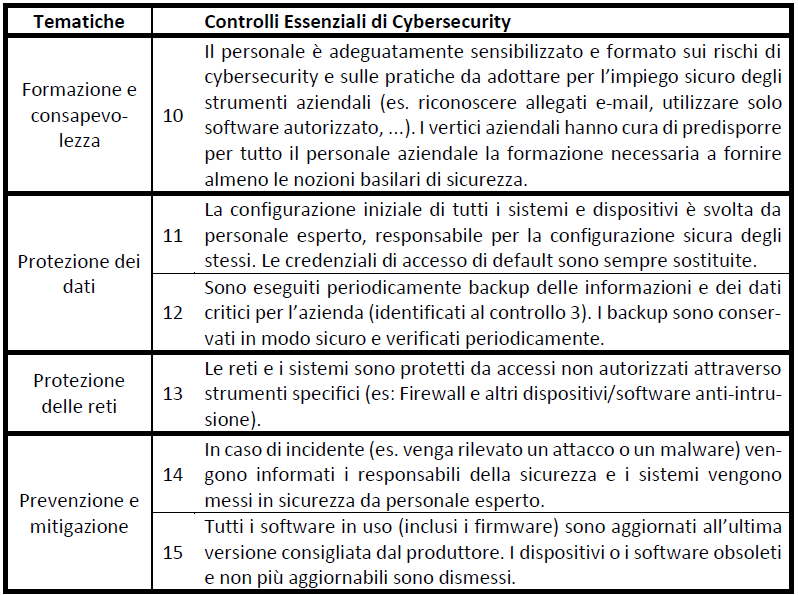 Tematiche
Controlli Essenziali di Cybersecurity
Formazione e
consapevo-
lezza
10
Il personale è adeguatamente sensibilizzato e formato sui rischi di
cybersecurity e sulle pratiche da adottare per l’impiego sicuro degli
strumenti aziendali (es. riconoscere allegati e-mail, utilizzare solo
software autorizzato, ...). I vertici aziendali hanno cura di predisporre
per tutto il personale aziendale la formazione necessaria a fornire
almeno le nozioni basilari di sicurezza.
Protezione dei
dati
11
La configurazione iniziale di tutti i sistemi e dispositivi è svolta da
personale esperto, responsabile per la configurazione sicura degli
stessi. Le credenziali di accesso di default sono sempre sostituite.
12
Sono eseguiti periodicamente backup delle informazioni e dei dati
critici per l’azienda (identificati al controllo 3). I backup sono conser-
vati in modo sicuro e verificati periodicamente.
Protezione
delle reti
13
Le reti e i sistemi sono protetti da accessi non autorizzati attraverso
strumenti specifici (es: Firewall e altri dispositivi/software anti-intru-
sione).
Prevenzione e
mitigazione
14
In caso di incidente (es. venga rilevato un attacco o un malware) ven-
gono informati i responsabili della sicurezza e i sistemi vengono
messi in sicurezza da personale esperto.
15
Tutti i software in uso (inclusi i firmware) sono aggiornati all’ultima
versione consigliata dal produttore. I dispositivi o i software obsoleti
e non più aggiornabili sono dismessi.